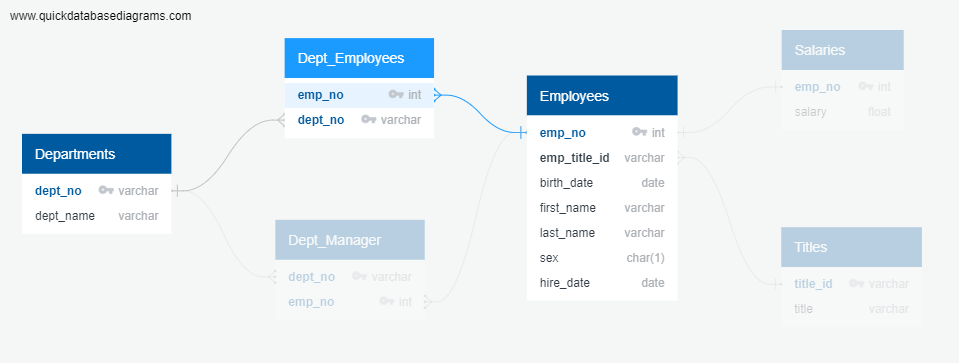 www.quickdatabasediagrams.com
Departments
dept_no varchar
dept_name varchar
Dept_Employees
emp_no int
dept_no varchar
Dept_Manager
dept_no varchar
emp_no int
Employees
emp_no int
emp_title_id varchar
birth_date date
first_name varchar
last_name varchar
sex char(1)
hire_date date
Salaries
emp_no int
salary float
Titles
title_id varchar
title varchar